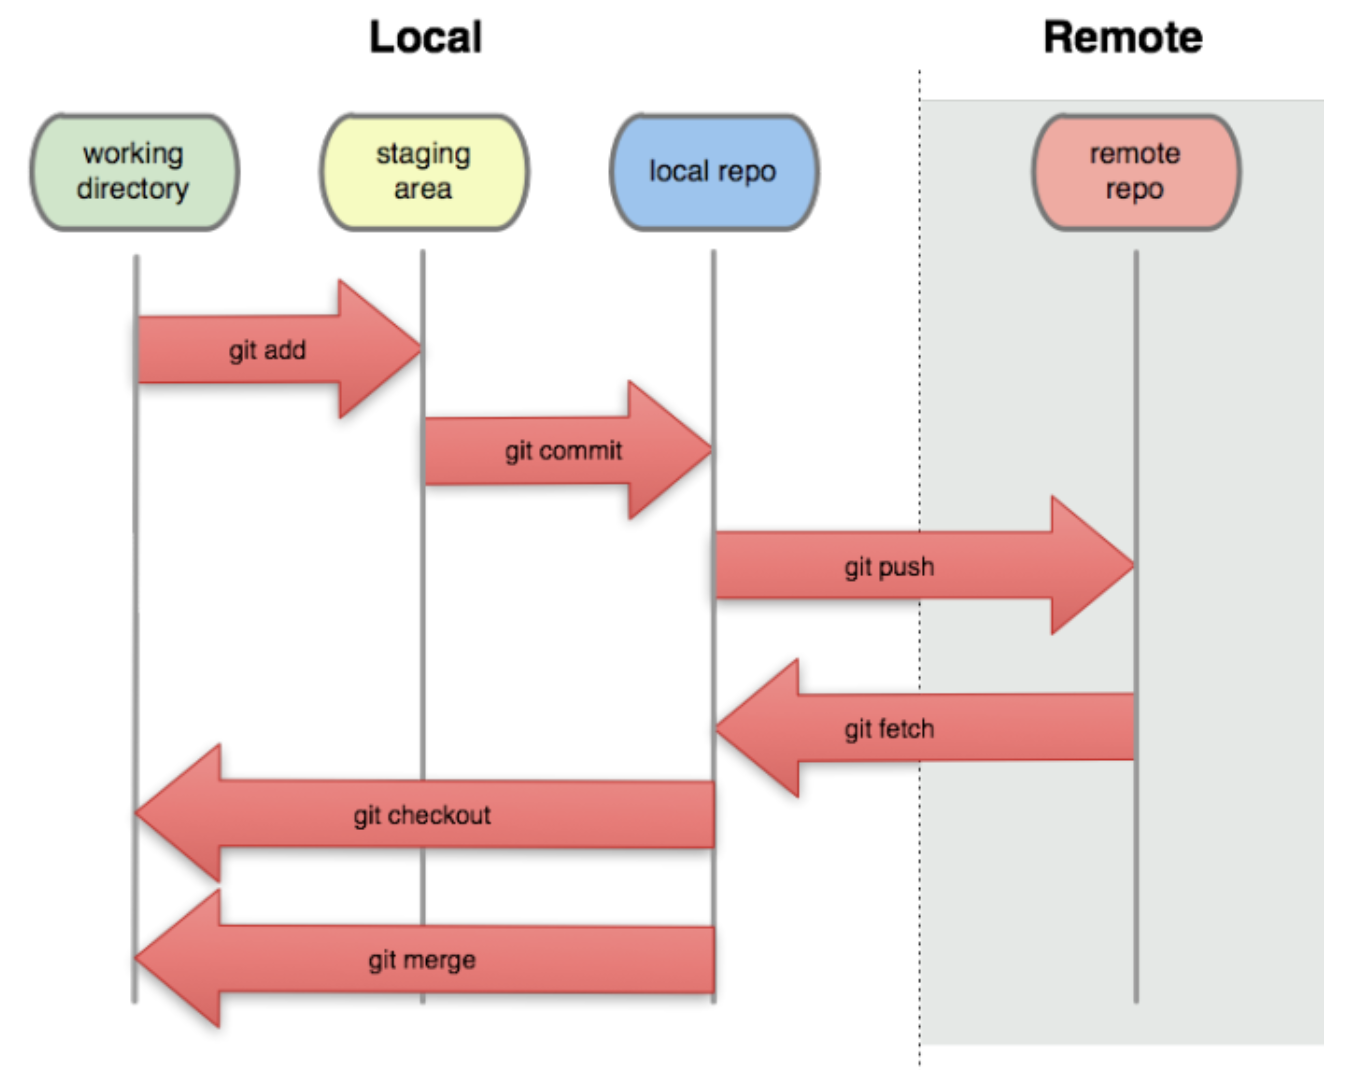 Local
Remote
working
directory
staging
area
local repo
remote
repo
git add
git commit
git push
git fetch
git checkout
git merge